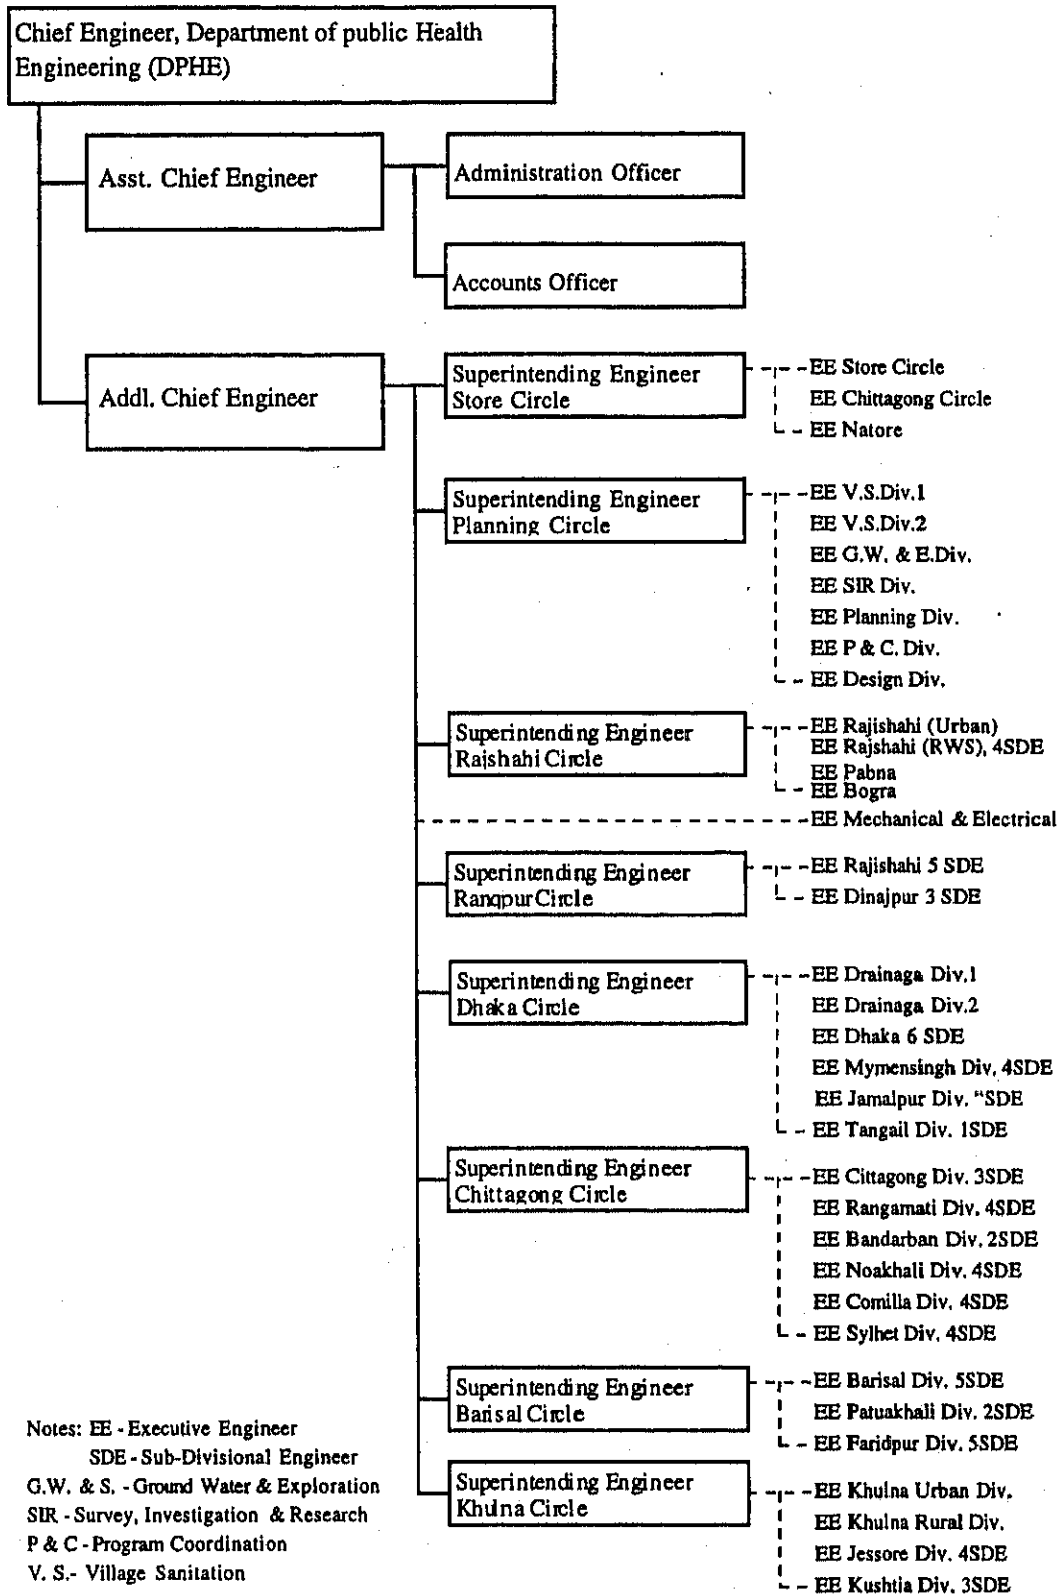 Chief Engineer, Department of public Health
Engineering (DPHE)
Asst. Chief Engineer
Administration Officer
Accounts Officer
Addl. Chief Engineer
Superintending Engineer
Store Circle
EE Store Circle
EE Chittagong Circle
EE Natore
Superintending Engineer
Planning Circle
EE V.S.Div.1
EE V.S.Div.2
EE G.W. & E.Div.
EE SIR Div.
EE Planning Div.
EE P & C. Div.
EE Design Div.
Superintending Engineer
Rajshahi Circle
EE Rajishahi (Urban)
EE Rajshahi (RWS), 4SDE
EE Pabna
EE Bogra
EE Mechanical & Electrical
Superintending Engineer
Rangpur Circle
EE Rajishahi 5 SDE
EE Dinajpur 3 SDE
Superintending Engineer
Dhaka Circle
EE Drainaga Div.1
EE Drainaga Div.2
EE Dhaka 6 SDE
EE Mymensingh Div. 4SDE
EE Jamalpur Div. "SDE
EE Tangail Div. 1SDE
Superintending Engineer
Chittagong Circle
EE Cittagong Div. 3SDE
EE Rangamati Div. 4SDE
EE Bandarban Div. 2SDE
EE Noakhali Div. 4SDE
EE Comilla Div. 4SDE
EE Sylhet Div. 4SDE
Superintending Engineer
Barisal Circle
EE Barisal Div. 5SDE
EE Patuakhali Div. 2SDE
EE Faridpur Div. 5SDE
Superintending Engineer
Khulna Circle
EE Khulna Urban Div.
EE Khulna Rural Div.
EE Jessore Div. 4SDE
EE Kushtia Div. 3SDE
Notes: EE - Executive Engineer
SDE - Sub-Divisional Engineer
G.W. & S. - Ground Water & Exploration
SIR - Survey, Investigation & Research
P & C - Program Coordination
V. S.- Village Sanitation